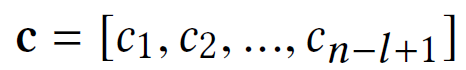 c = [c₁, c₂, ..., cₙ₋ₗ₊₁]